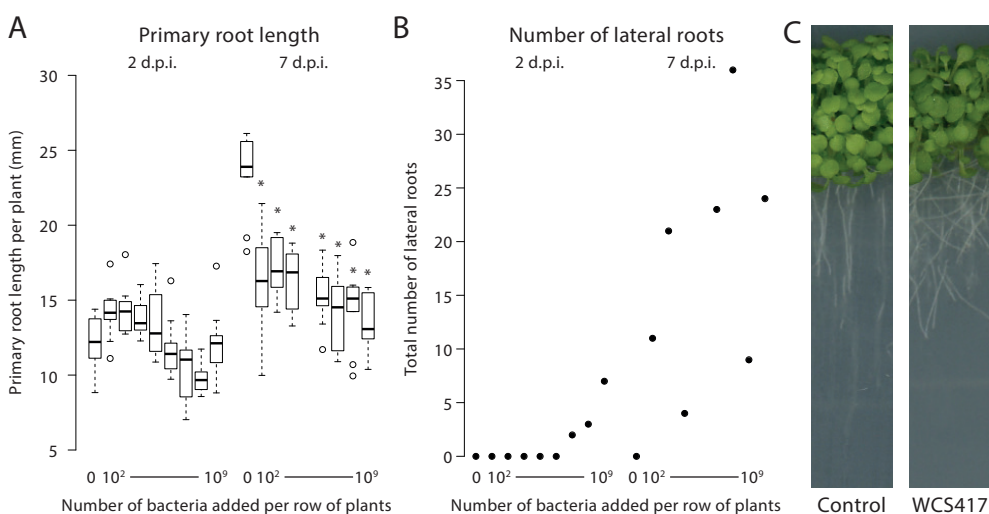 A
Primary root length
2 d.p.i.
7 d.p.i.
Primary root length per plant (mm)
30
25
20
15
10
5
* * * * * * *
0 10² 10⁹
0 10² 10⁹
Number of bacteria added per row of plants
B
Number of lateral roots
2 d.p.i.
7 d.p.i.
Total number of lateral roots
35
30
25
20
15
10
5
0
0 10² 10⁹
0 10² 10⁹
Number of bacteria added per row of plants
C
Control
WCS417